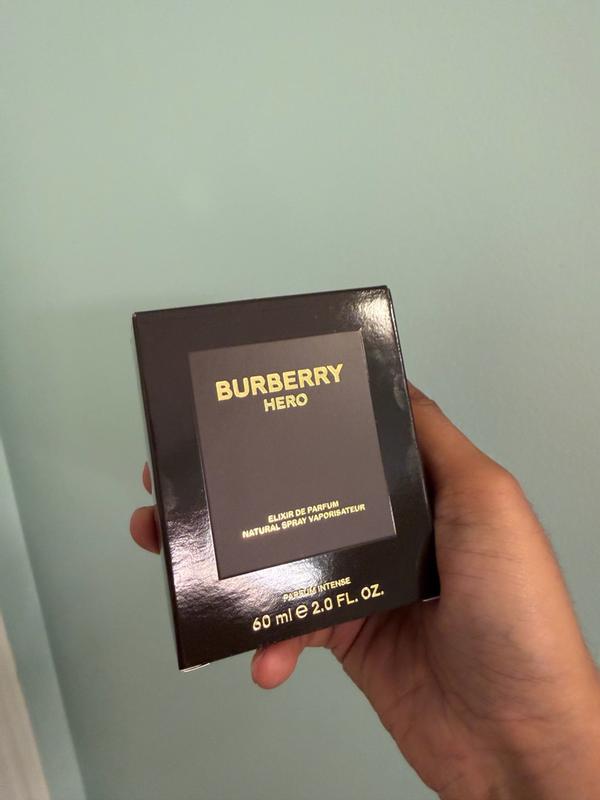 BURBERRY
HERO
ELIXIR DE PARFUM
NATURAL SPRAY VAPORISATEUR
PARFUM INTENSE
60 ml ℮ 2.0 FL. OZ.